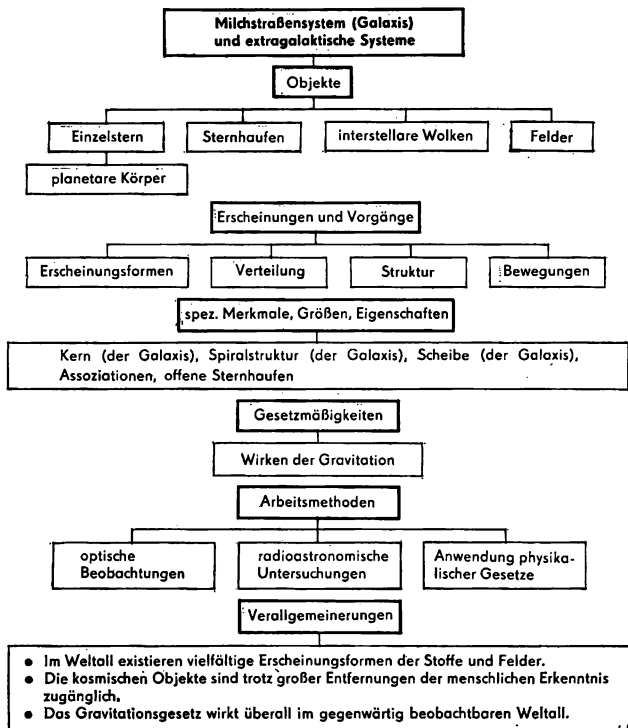 Milchstraßensystem (Galaxis)
und extragalaktische Systeme
Objekte
Einzelstern
Sternhaufen
interstellare Wolken
Felder
planetare Körper
Erscheinungen und Vorgänge
Erscheinungsformen
Verteilung
Struktur
Bewegungen
spez. Merkmale, Größen, Eigenschaften
Kern (der Galaxis), Spiralstruktur (der Galaxis), Scheibe (der Galaxis),
Assoziationen, offene Sternhaufen
Gesetzmäßigkeiten
Wirken der Gravitation
Arbeitsmethoden
optische
Beobachtungen
radioastronomische
Untersuchungen
Anwendung physika-
lischer Gesetze
Verallgemeinerungen
● Im Weltall existieren vielfältige Erscheinungsformen der Stoffe und Felder.
● Die kosmischen Objekte sind trotz großer Entfernungen der menschlichen Erkenntnis
zugänglich.
● Das Gravitationsgesetz wirkt überall im gegenwärtig beobachtbaren Weltall.